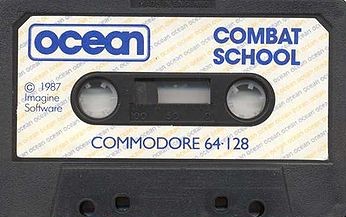 ocean
COMBAT
SCHOOL
© 1987
Imagine
Software
COMMODORE 64·128